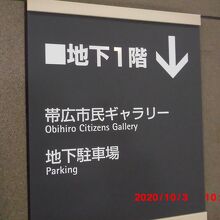 ■地下1階 ↓
帯広市民ギャラリー
Obihiro Citizens Gallery
地下駐車場
Parking
2020/10/3